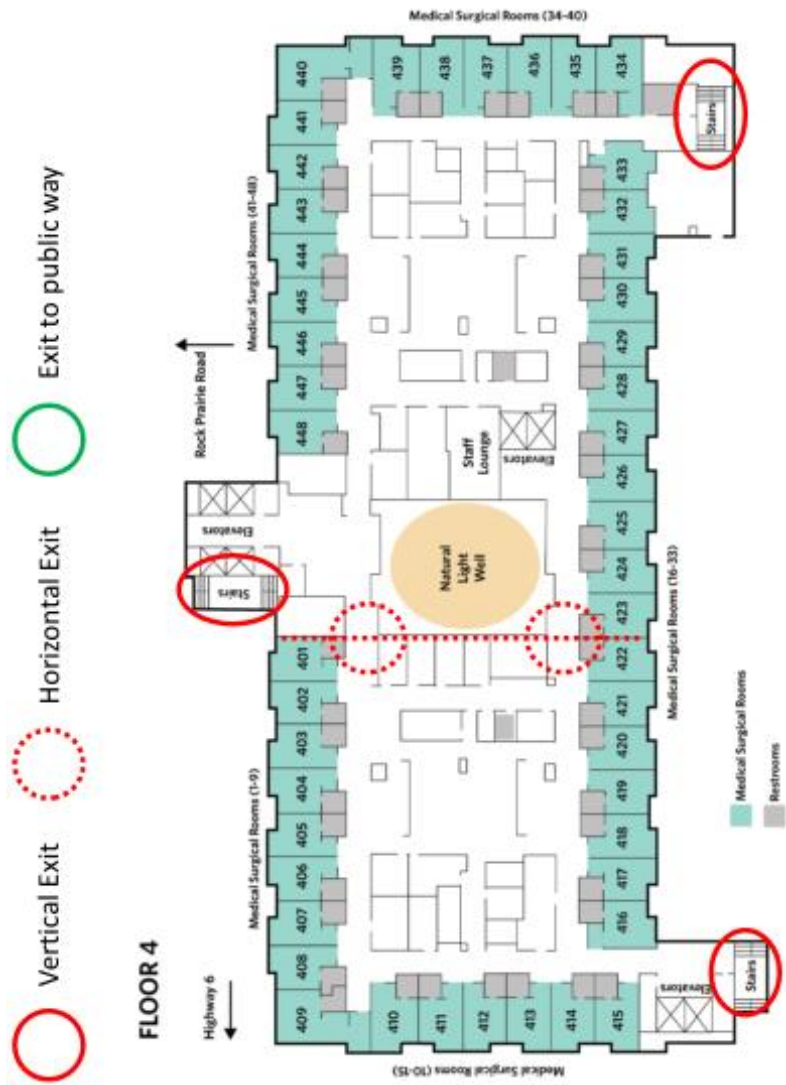 Vertical Exit
Horizontal Exit
Exit to public way
FLOOR 4
Highway 6
Rock Prairie Road
Medical Surgical Rooms (1-9)
Medical Surgical Rooms (41-48)
Medical Surgical Rooms (34-40)
Medical Surgical Rooms (10-15)
Medical Surgical Rooms (16-33)
Stairs
Elevators
409
408
407
406
405
404
403
402
401
448
447
446
445
444
443
442
441
440
410
411
412
413
414
415
439
438
437
436
435
434
Natural
Light
Well
Staff
Lounge
Elevators
416
417
418
419
420
421
422
423
424
425
426
427
428
429
430
431
432
433
Elevators
Stairs
Stairs
Medical Surgical Rooms
Restrooms